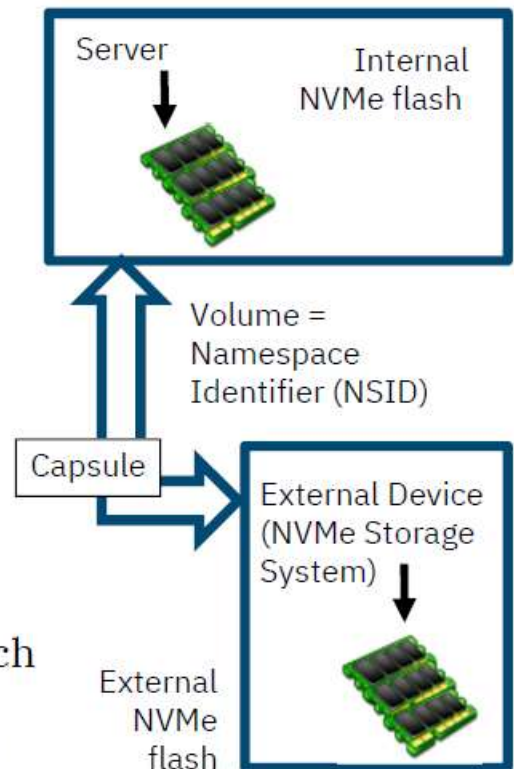 Server
Internal
NVMe flash
Volume =
Namespace
Identifier (NSID)
Capsule
External Device
(NVMe Storage
System)
ch
External
NVMe
flash